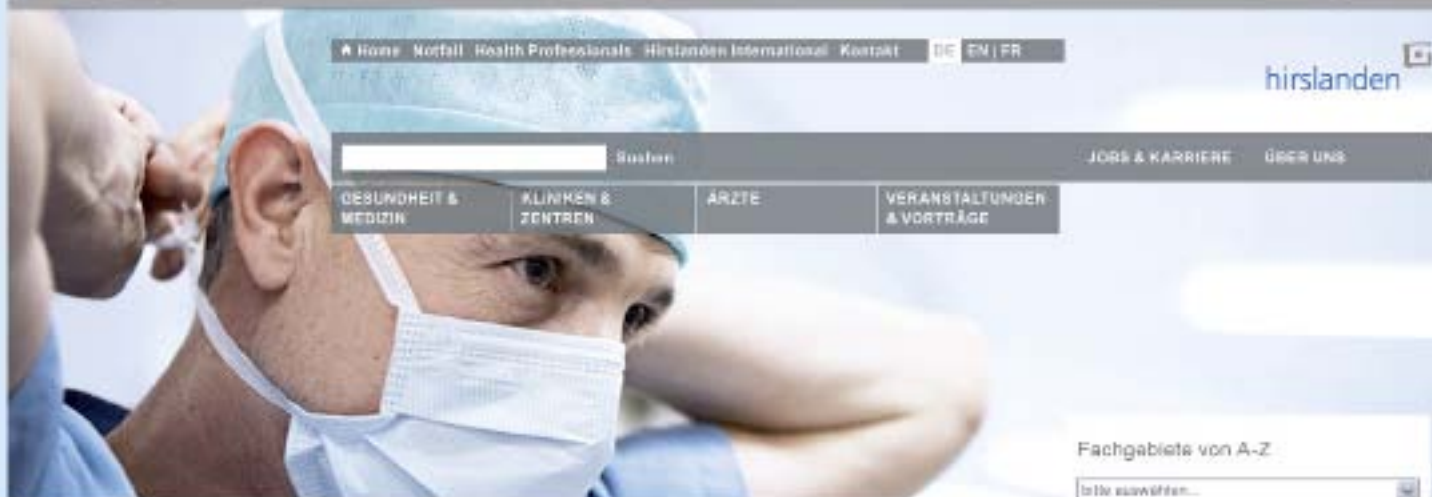 Home Notfall Health Professionals Hirslanden International Kontakt DE EN | FR
hirslanden
Suchen
JOBS & KARRIERE ÜBER UNS
GESUNDHEIT & MEDIZIN
KLINIKEN & ZENTREN
ÄRZTE
VERANSTALTUNGEN & VORTRÄGE
Fachgebiete von A-Z
bitte auswählen...